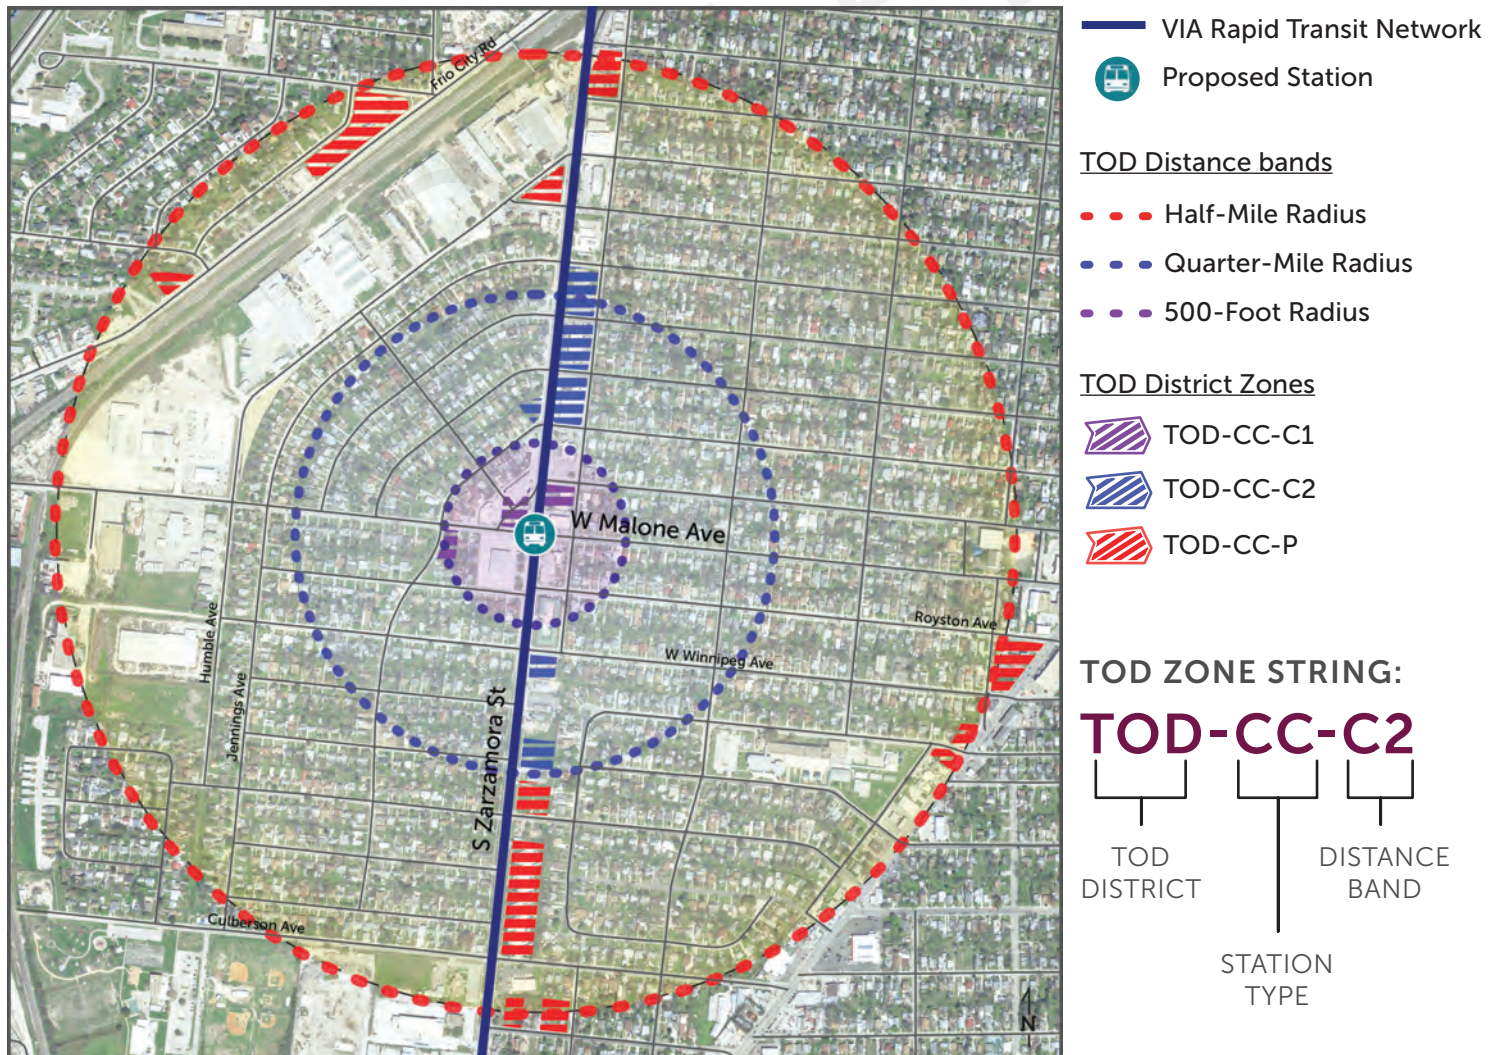 VIA Rapid Transit Network
Proposed Station
TOD Distance bands
Half-Mile Radius
Quarter-Mile Radius
500-Foot Radius
TOD District Zones
TOD-CC-C1
TOD-CC-C2
TOD-CC-P
TOD ZONE STRING:
TOD-CC-C2
TOD
DISTRICT
DISTANCE
BAND
STATION
TYPE
Frio City Rd
W Malone Ave
Royston Ave
W Winnipeg Ave
Humble Ave
Jennings Ave
S Zarzamora St
Culberson Ave
N